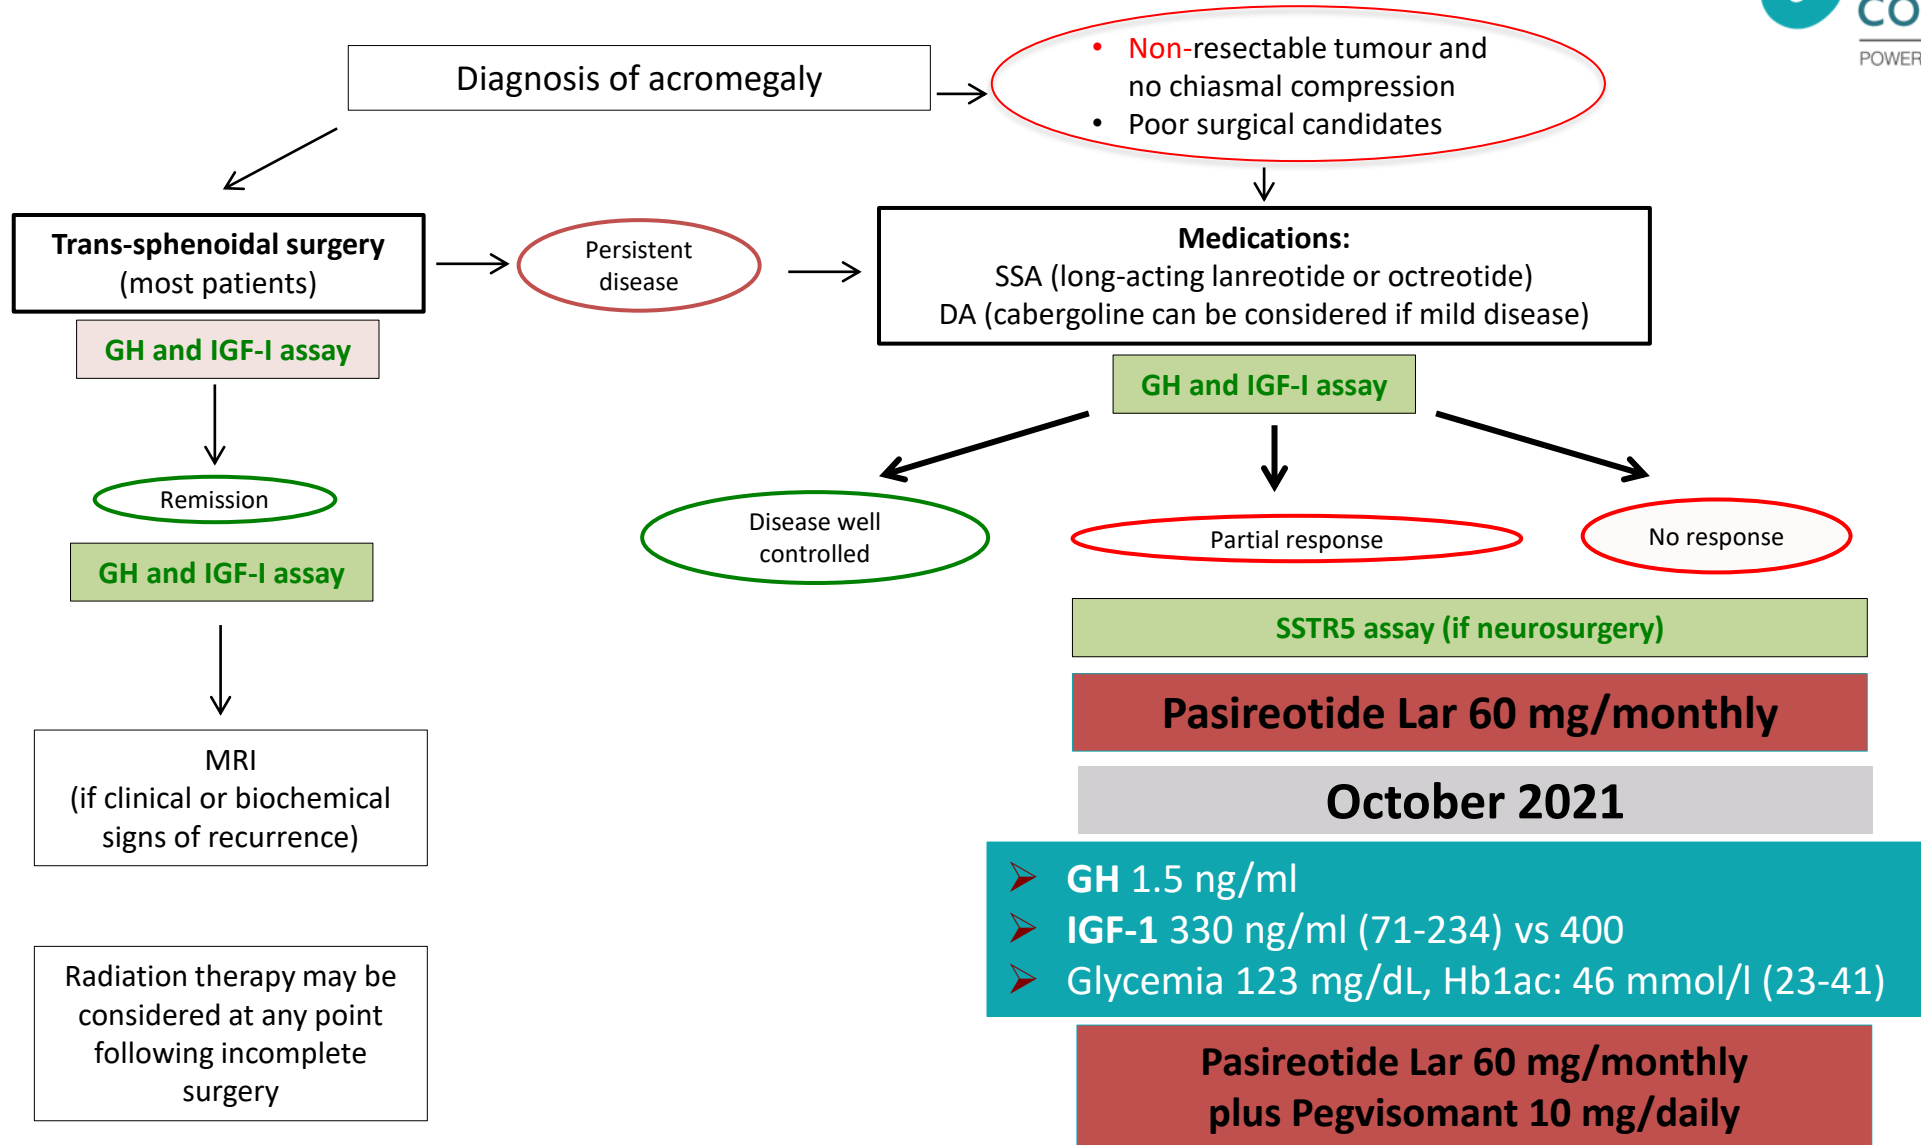 CO
POWER
Diagnosis of acromegaly
• Non-resectable tumour and
no chiasmal compression
• Poor surgical candidates
Trans-sphenoidal surgery
(most patients)
Persistent
disease
Medications:
SSA (long-acting lanreotide or octreotide)
DA (cabergoline can be considered if mild disease)
GH and IGF-I assay
GH and IGF-I assay
Remission
Disease well
controlled
Partial response
No response
GH and IGF-I assay
SSTR5 assay (if neurosurgery)
Pasireotide Lar 60 mg/monthly
MRI
(if clinical or biochemical
signs of recurrence)
October 2021
➢ GH 1.5 ng/ml
➢ IGF-1 330 ng/ml (71-234) vs 400
➢ Glycemia 123 mg/dL, Hb1ac: 46 mmol/l (23-41)
Radiation therapy may be
considered at any point
following incomplete
surgery
Pasireotide Lar 60 mg/monthly
plus Pegvisomant 10 mg/daily